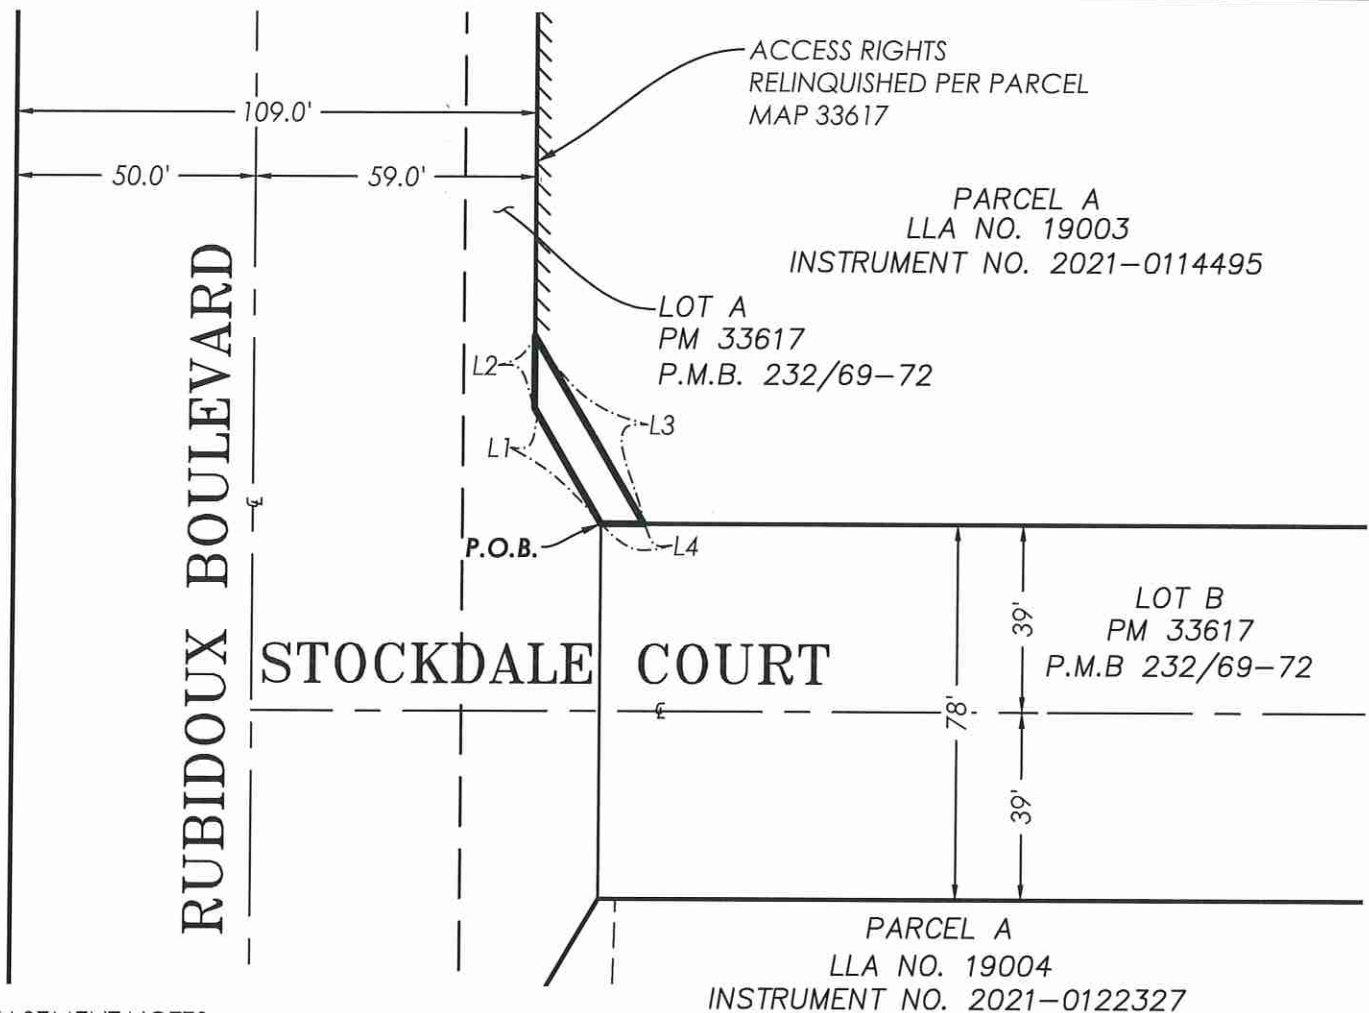 ACCESS RIGHTS
RELINQUISHED PER PARCEL
MAP 33617
109.0'
50.0'
59.0'
PARCEL A
LLA NO. 19003
INSTRUMENT NO. 2021-0114495
LOT A
PM 33617
P.M.B. 232/69-72
L2
L1
L3
P.O.B.
L4
RUBIDOUX BOULEVARD
℄
STOCKDALE COURT
℄
39'
78'
39'
LOT B
PM 33617
P.M.B 232/69-72
PARCEL A
LLA NO. 19004
INSTRUMENT NO. 2021-0122327